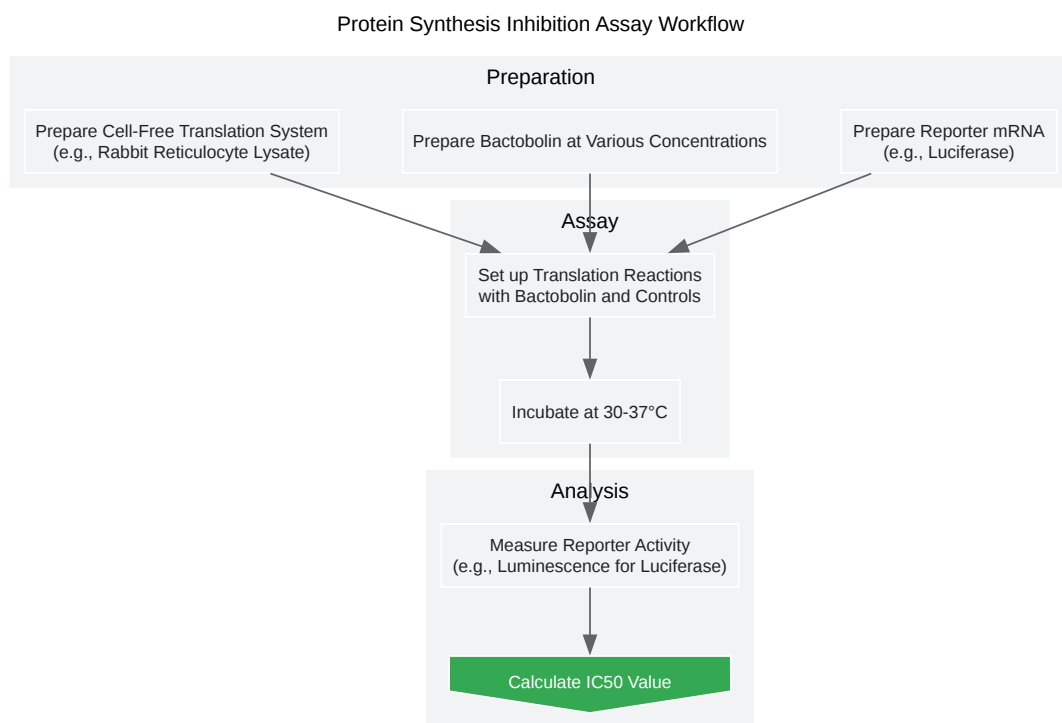 Protein Synthesis Inhibition Assay Workflow
Preparation
Prepare Cell-Free Translation System
(e.g., Rabbit Reticulocyte Lysate)
Prepare Bactobolin at Various Concentrations
Prepare Reporter mRNA
(e.g., Luciferase)
Assay
Set up Translation Reactions
with Bactobolin and Controls
Incubate at 30-37°C
Analysis
Measure Reporter Activity
(e.g., Luminescence for Luciferase)
Calculate IC50 Value